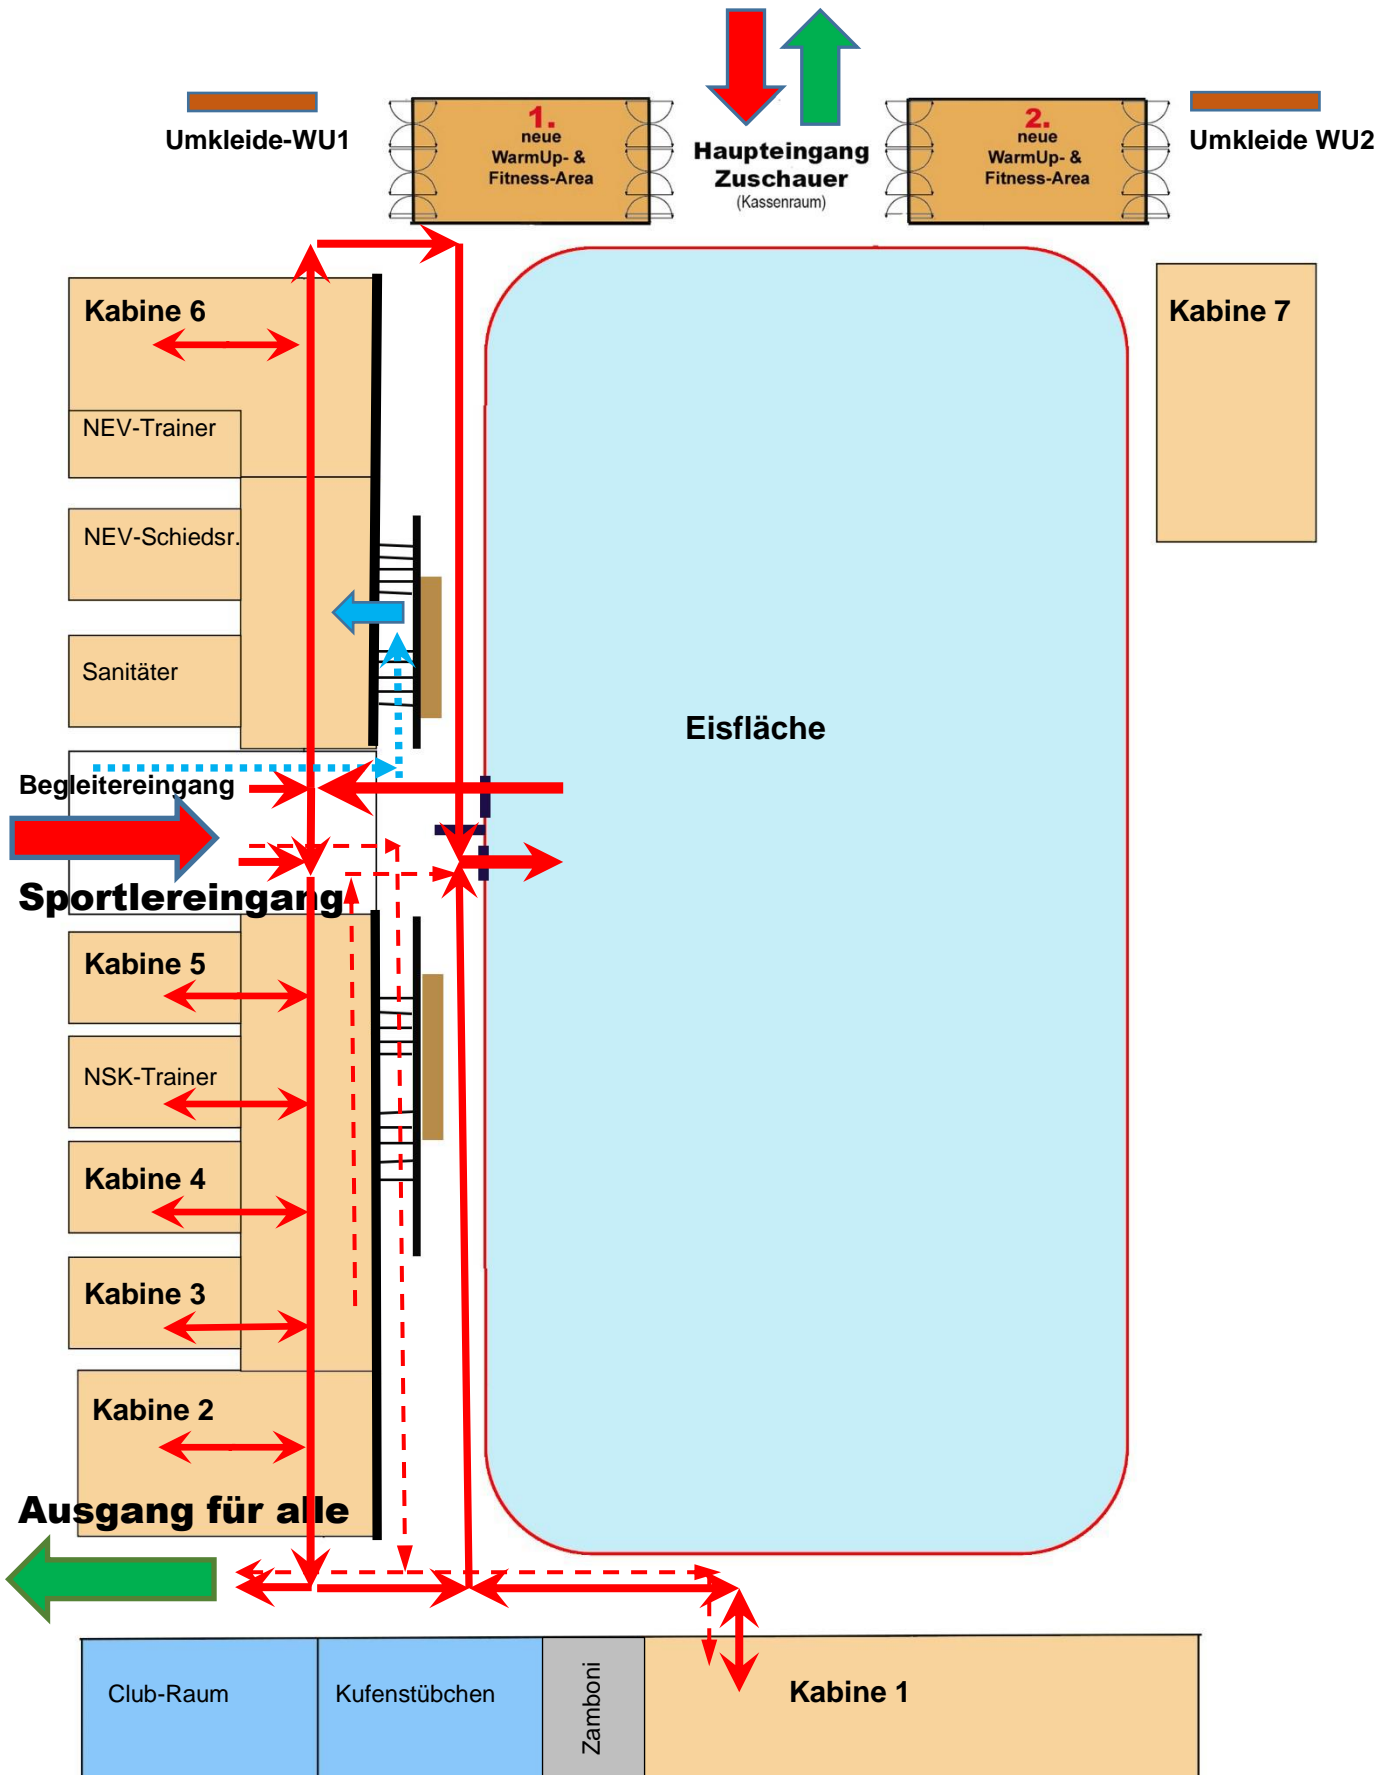 Umkleide-WU1
1.
neue
WarmUp- &
Fitness-Area
Haupteingang
Zuschauer
(Kassenraum)
2.
neue
WarmUp- &
Fitness-Area
Umkleide WU2
Kabine 6
Kabine 7
NEV-Trainer
NEV-Schiedsr.
Sanitäter
Eisfläche
Begleitereingang
Sportlereingang
Kabine 5
NSK-Trainer
Kabine 4
Kabine 3
Kabine 2
Ausgang für alle
Club-Raum
Kufenstübchen
Zamboni
Kabine 1